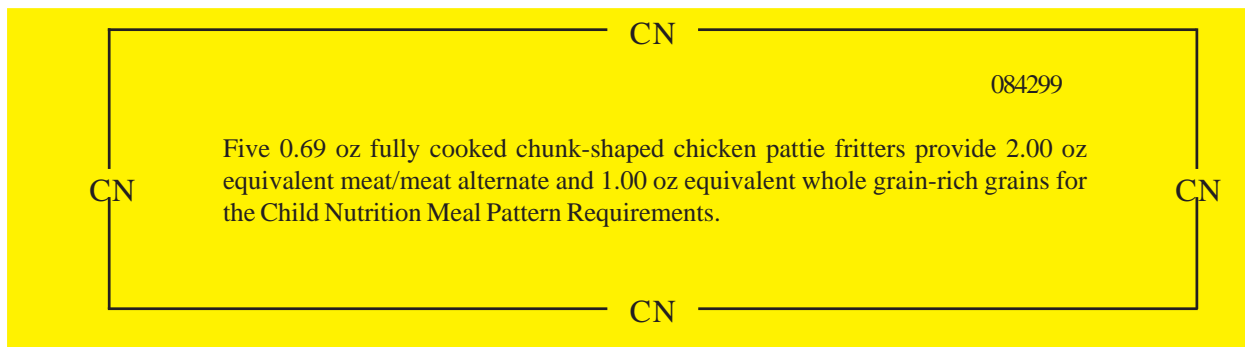 CN
084299
Five 0.69 oz fully cooked chunk-shaped chicken pattie fritters provide 2.00 oz
equivalent meat/meat alternate and 1.00 oz equivalent whole grain-rich grains for
the Child Nutrition Meal Pattern Requirements.
CN
CN
CN